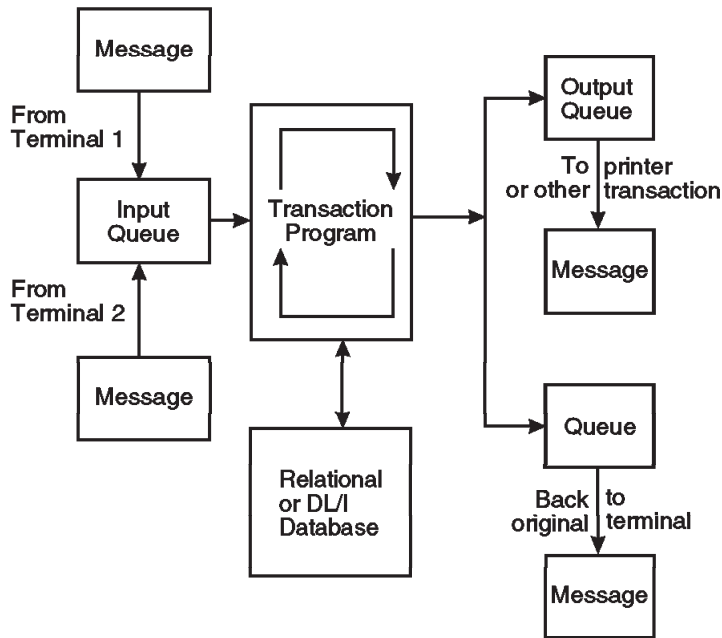 Message
From
Terminal 1
Input
Queue
From
Terminal 2
Message
Transaction
Program
Relational
or DL/I
Database
Output
Queue
To printer
or other transaction
Message
Queue
Back to
original terminal
Message